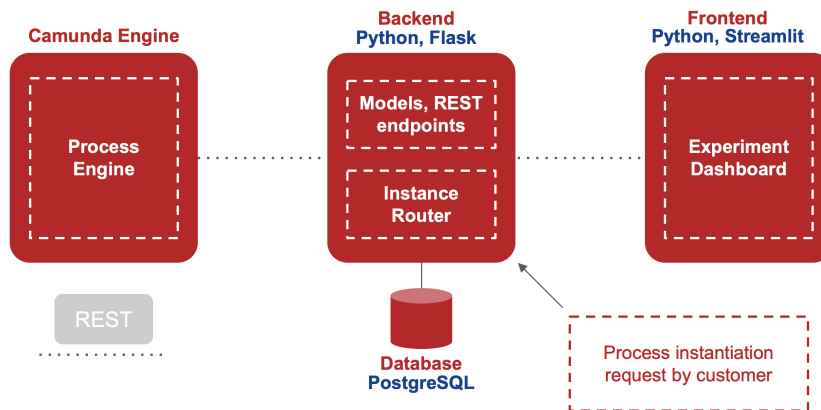 Camunda Engine
Process
Engine
Backend
Python, Flask
Models, REST
endpoints
Instance
Router
Frontend
Python, Streamlit
Experiment
Dashboard
REST
Database
PostgreSQL
Process instantiation
request by customer